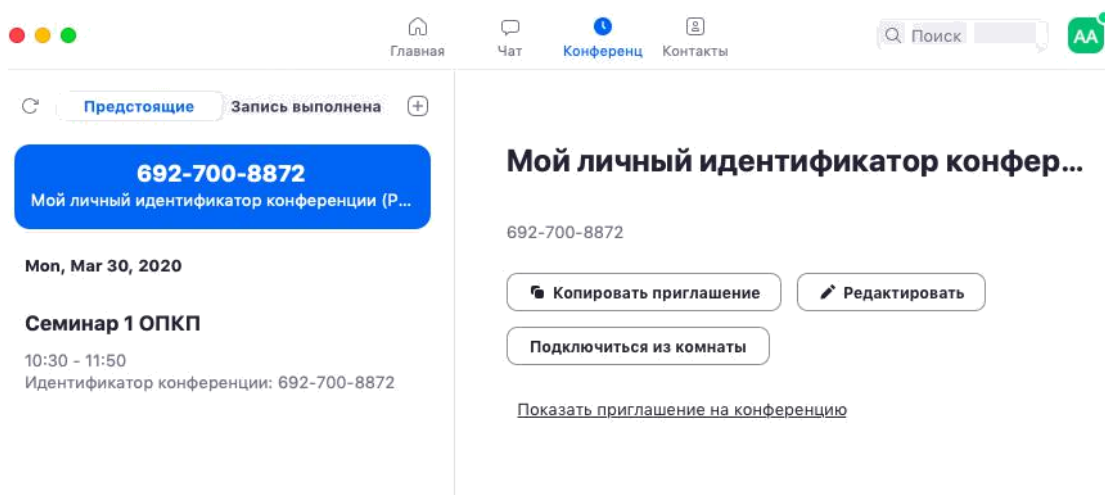 Главная
Чат
Конференц
Контакты
Поиск
AA
Предстоящие
Запись выполнена
692-700-8872
Мой личный идентификатор конференции (P...
Mon, Mar 30, 2020
Семинар 1 ОПКП
10:30 - 11:50
Идентификатор конференции: 692-700-8872
Мой личный идентификатор конфер...
692-700-8872
Копировать приглашение
Редактировать
Подключиться из комнаты
Показать приглашение на конференцию